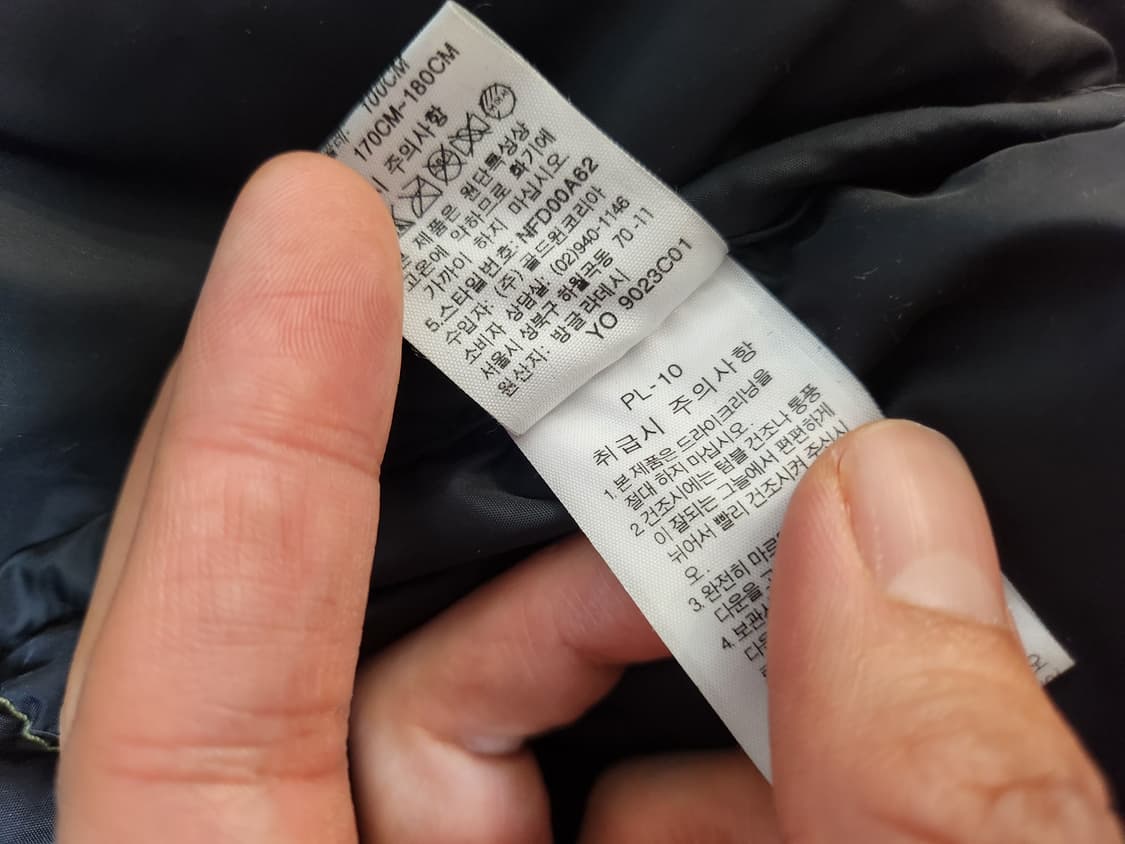 100CM
170CM~180CM
주의사항
제품은 원단특성상
고온에 약하므로 화기에
가까이 하지 마십시오
5.스타일번호: NFD00A62
수입자 (주) 골드윈코리아
소비자 상담실: (02)940-1146
서울시 성북구 하월곡동 70-11
원산지: 방글라데시
YO 9023C01
PL-10
취급시 주의사항
1.본제품은 드라이크리닝을
절대 하지 마십시오.
2 건조시에는 텀블 건조나 통풍
이 잘되는 그늘에서 편편하게
뉘어서 빨리 건조시켜 주십시
오.
3.완전히
다운을
4.